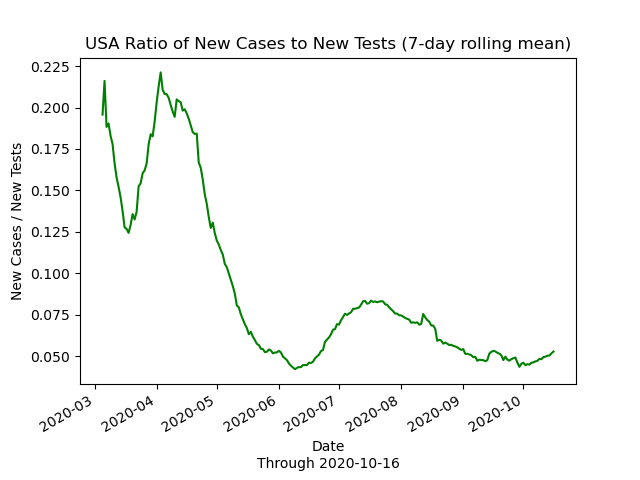 USA Ratio of New Cases to New Tests (7-day rolling mean)
New Cases / New Tests
0.225
0.200
0.175
0.150
0.125
0.100
0.075
0.050
2020-03 2020-04 2020-05 2020-06 2020-07 2020-08 2020-09 2020-10
Date
Through 2020-10-16